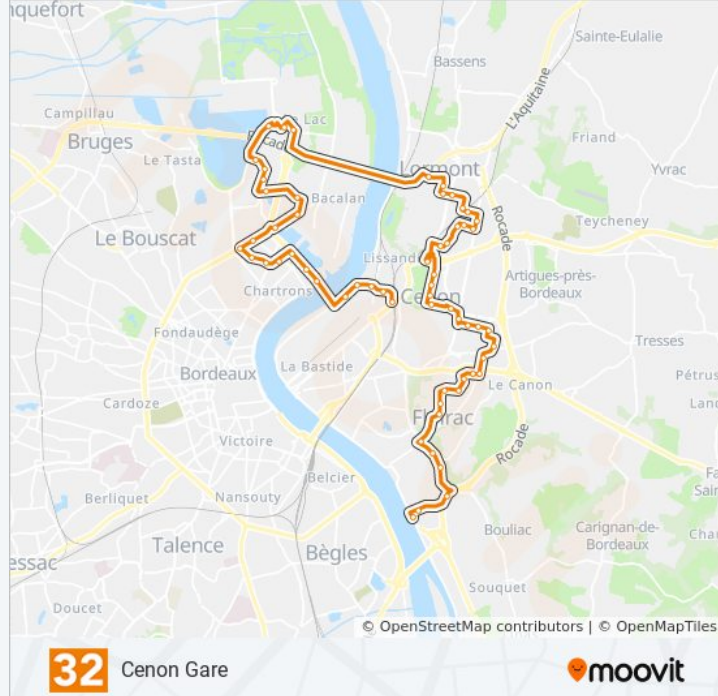 nquefort
Sainte-Eulalie
Bassens
L'Aquitaine
Campillau
Lac
Bruges
Friand
Le Tasta
Lormont
Yvrac
Bacalan
Rocade
Teycheney
Le Bouscat
Lissandre
Artigues-près-
Bordeaux
Chartrons
Cenon
Fondaudège
Tresses
La Bastide
Bordeaux
Le Canon
Pétrus
Cardoze
Floirac
Victoire
Rocade
Belcier
Berliquet
Nansouty
Bouliac
Carignan-de-
Bordeaux
Talence
Bègles
essac
Souquet
Doucet
© OpenStreetMap contributors | © OpenMapTiles
32 Cenon Gare
moovit